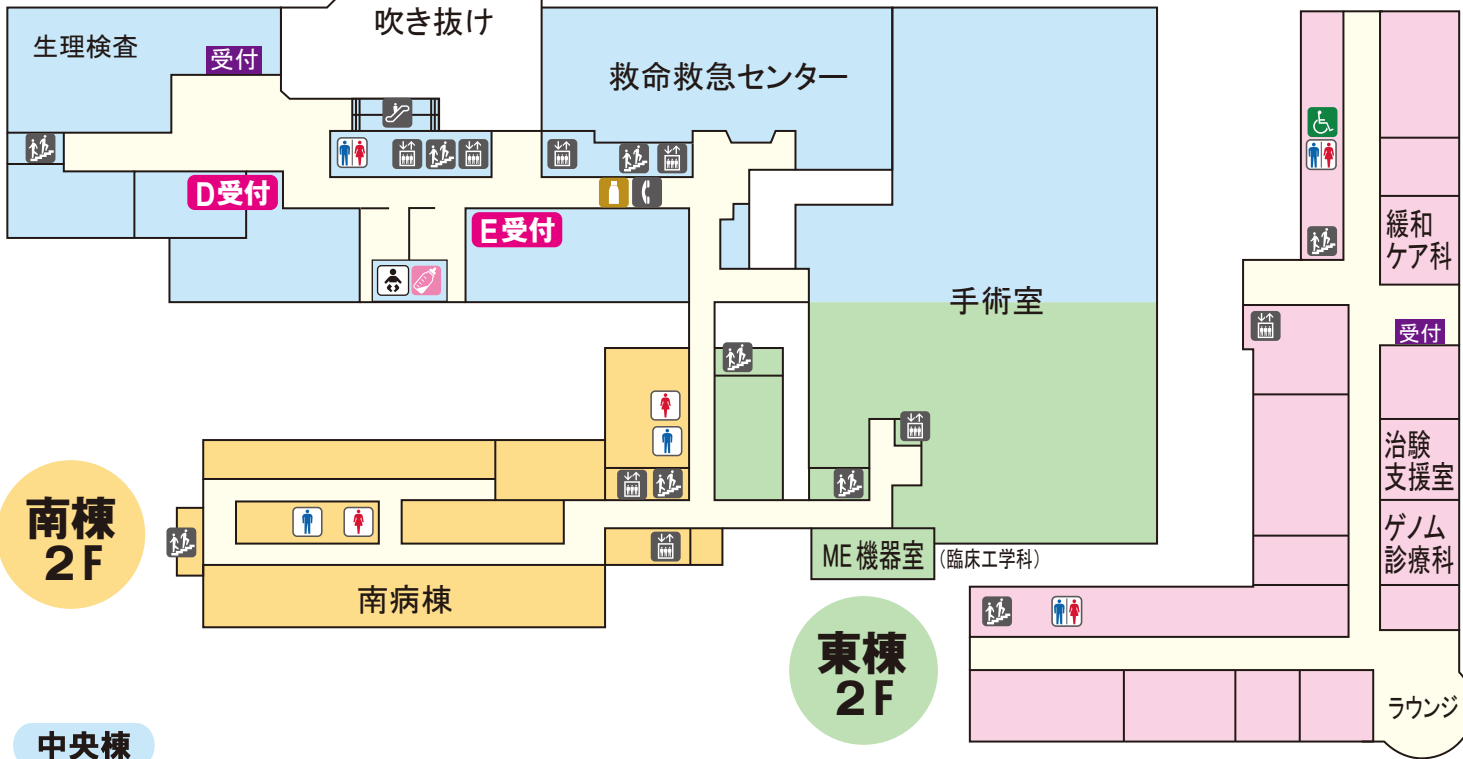 吹き抜け
生理検査
受付
救命救急センター
D受付
E受付
緩和
ケア科
手術室
受付
治験
支援室
ゲノム
診療科
南棟
2F
ME機器室
(臨床工学科)
南病棟
東棟
2F
ラウンジ
中央棟